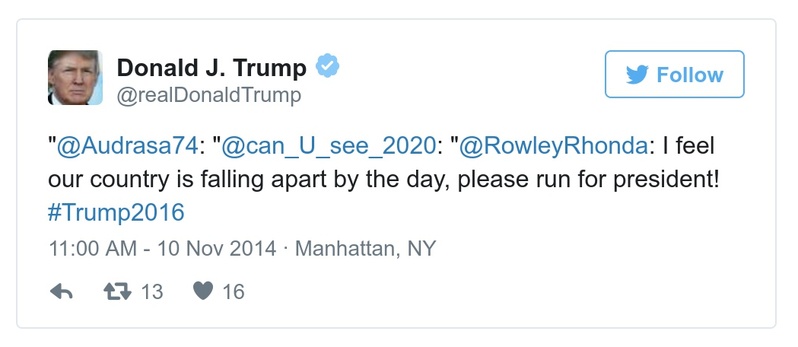 Donald J. Trump
@realDonaldTrump
Follow
"@Audrasa74: "@can_U_see_2020: "@RowleyRhonda: I feel
our country is falling apart by the day, please run for president!
#Trump2016
11:00 AM - 10 Nov 2014 · Manhattan, NY
13 16